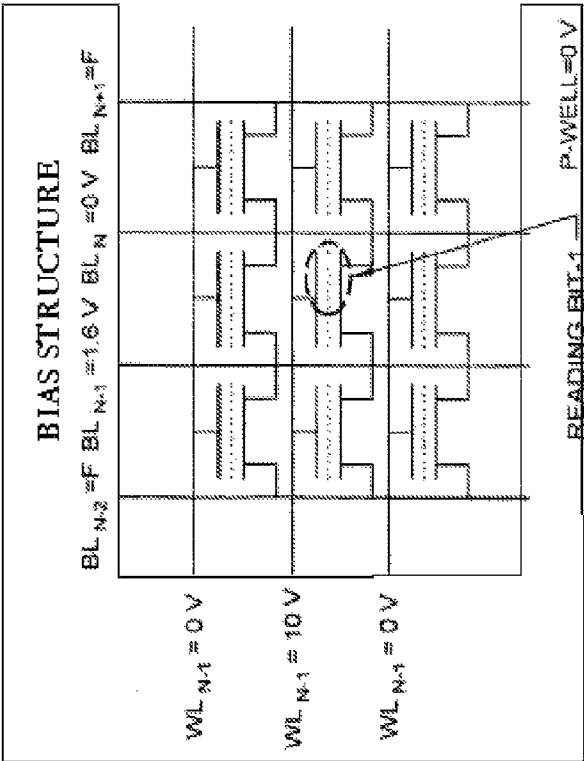 BIAS STRUCTURE
BL N-2 =F BL N-1 =1.6 V BL N =0 V BL N+1 =F
WL N-1 = 0 V
WL N-1 = 10 V
WL N-1 = 0 V
READING BIT-1
P-WELL=0 V